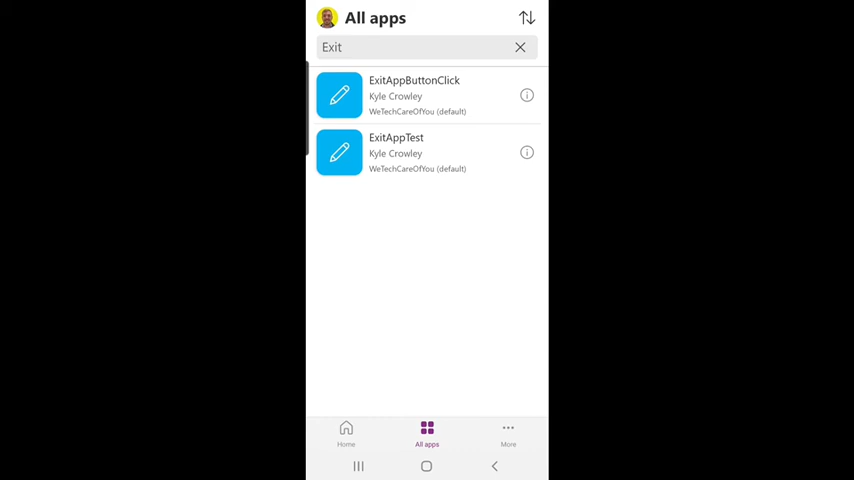 All apps
Exit
ExitAppButtonClick
Kyle Crowley
WeTechCareOfYou (default)
ExitAppTest
Kyle Crowley
WeTechCareOfYou (default)
Home
All apps
More